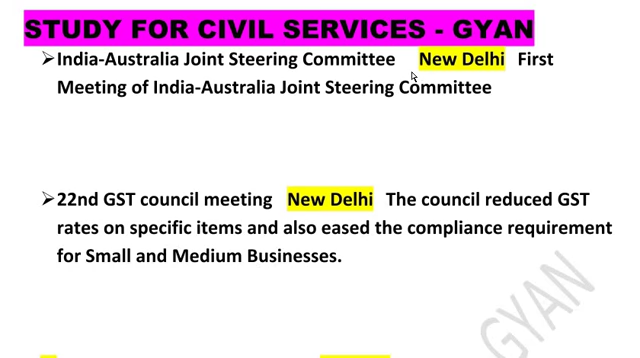 STUDY FOR CIVIL SERVICES - GYAN
➢India-Australia Joint Steering Committee New Delhi First
Meeting of India-Australia Joint Steering Committee
➢22nd GST council meeting New Delhi The council reduced GST
rates on specific items and also eased the compliance requirement
for Small and Medium Businesses.
GYAN